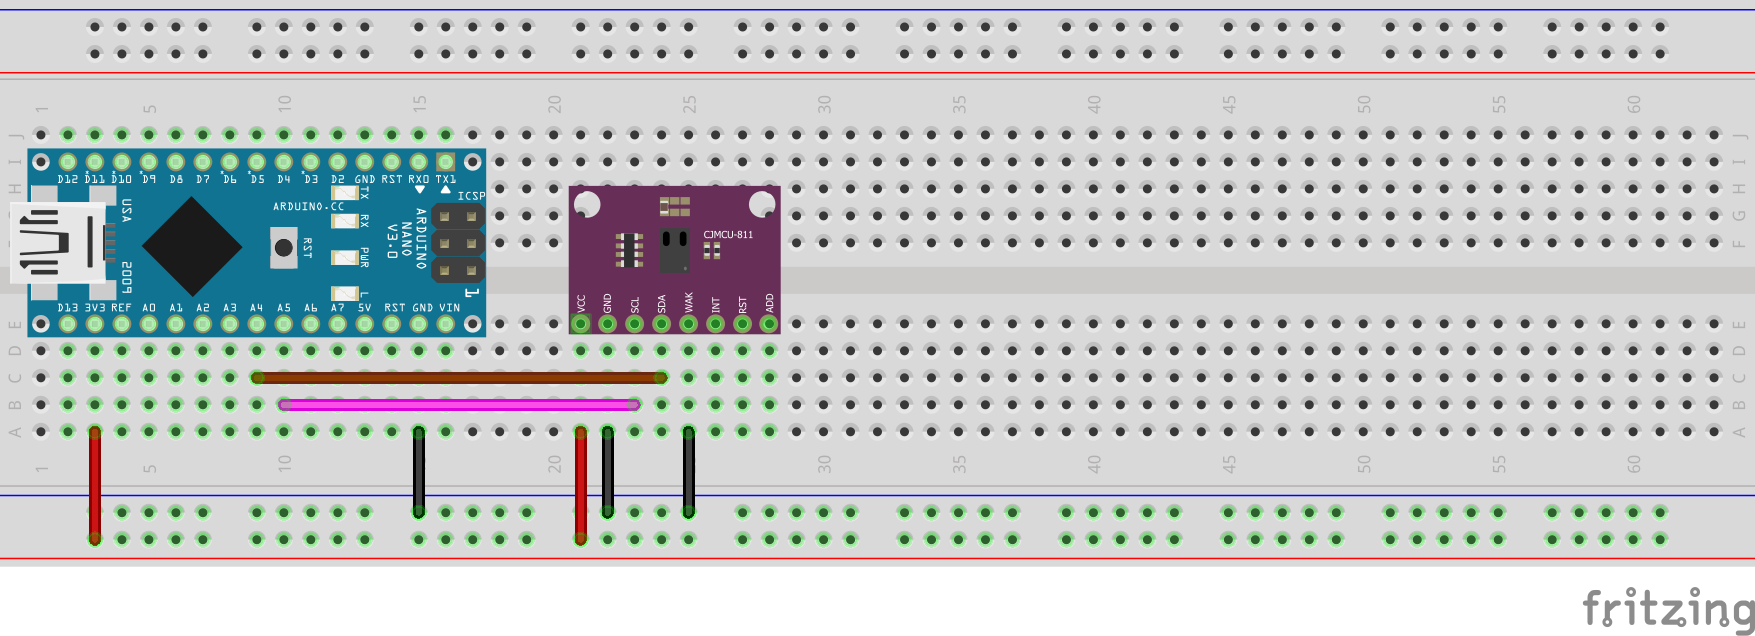 1 5 10 15 20 25 30 35 40 45 50 55 60
J J
I
H H
G
F F
D12 D11 D10 D9 D8 D7 D6 D5 D4 D3 D2 GND RST RX0 TX1
ICSP
ARDUINO.CC
TX
RX
PWR
L
RST
USA
2009
ARDUINO
NANO
V3.0
1
D13 3V3 REF A0 A1 A2 A3 A4 A5 A6 A7 5V RST GND VIN
CJMCU-811
VCC GND SCL SDA WAK INT RST ADD
I
G
E E
D D
C C
B B
A A
1 5 10 15 20 25 30 35 40 45 50 55 60
fritzing